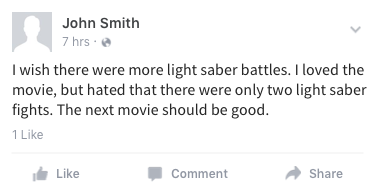 John Smith
7 hrs ·
I wish there were more light saber battles. I loved the
movie, but hated that there were only two light saber
fights. The next movie should be good.
1 Like
Like Comment Share